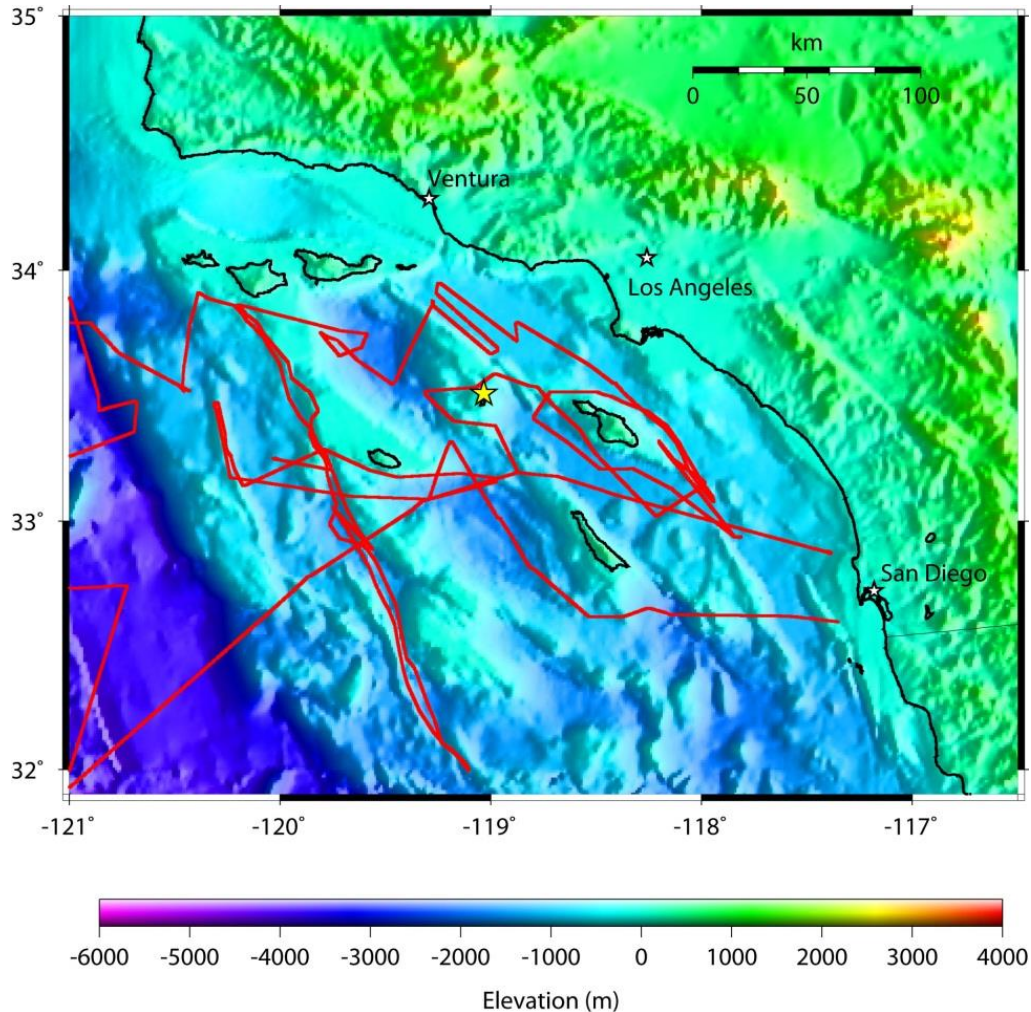 35°
km
0 50 100
Ventura
34°
Los Angeles
33°
San Diego
32°
-121° -120° -119° -118° -117°
-6000 -5000 -4000 -3000 -2000 -1000 0 1000 2000 3000 4000
Elevation (m)